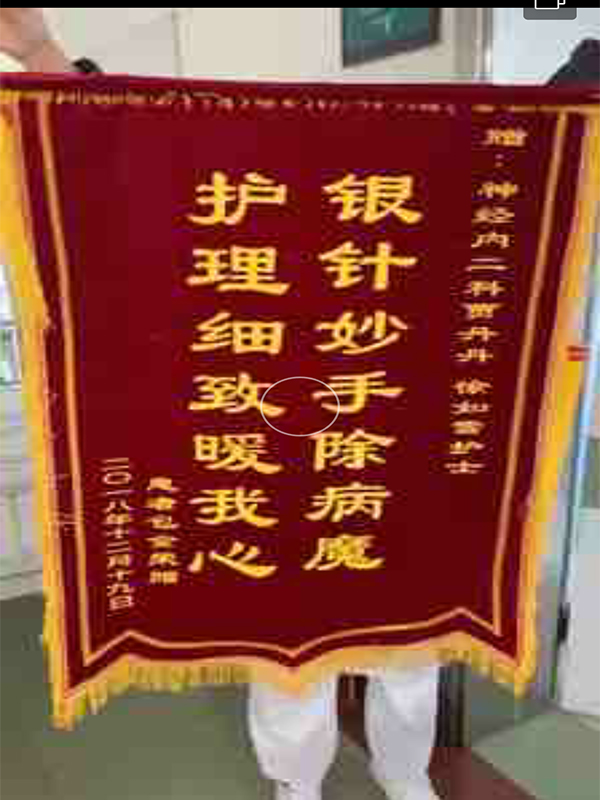 赠：神经内二科贾丹丹 徐如雪护士
银针妙手除病魔
护理细致暖我心
患者包金荣赠
二〇一八年十二月十九日